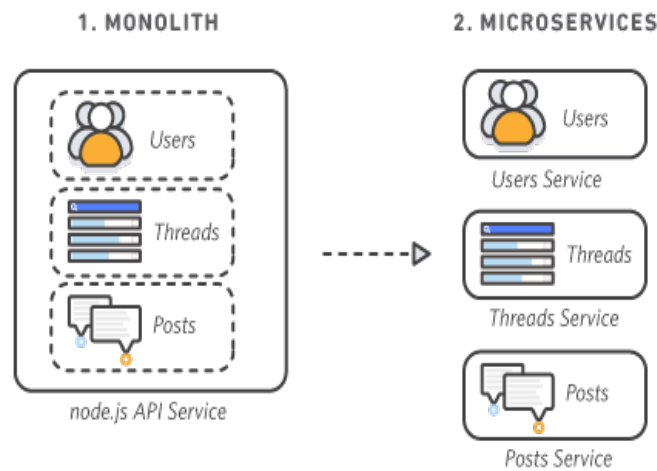 1. MONOLITH
Users
Threads
Posts
node.js API Service
2. MICROSERVICES
Users
Users Service
Threads
Threads Service
Posts
Posts Service